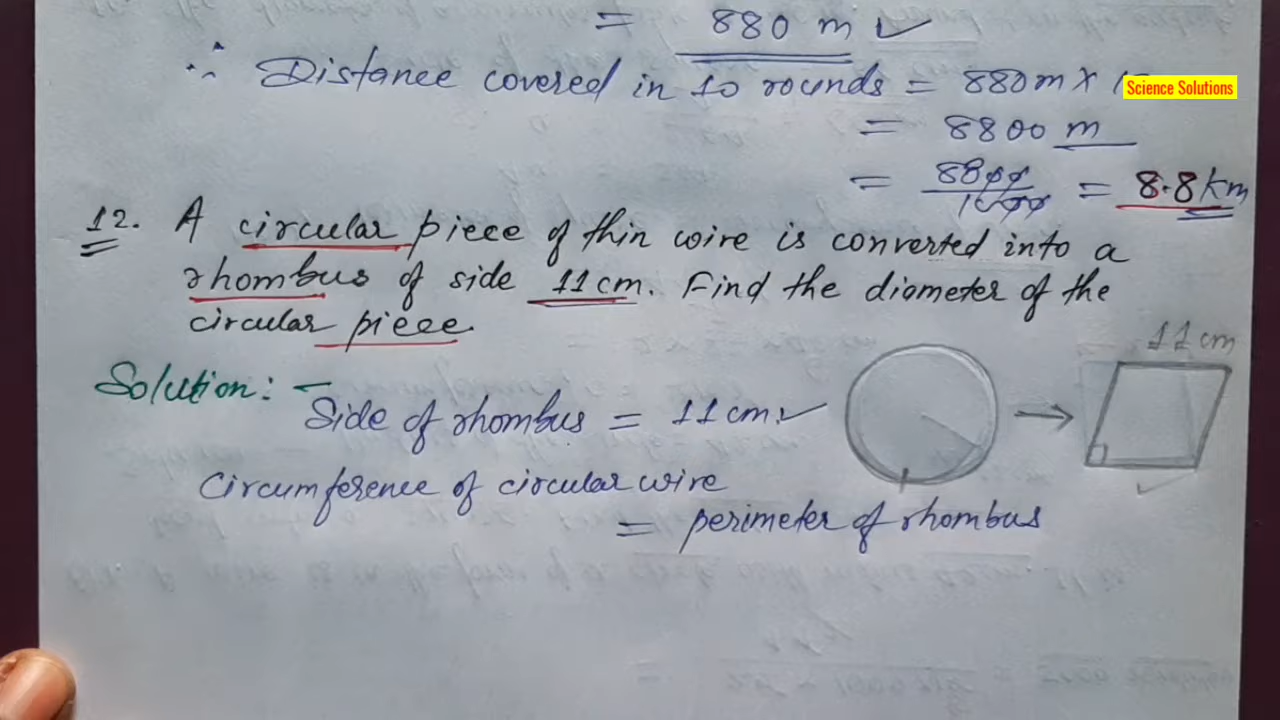 = 880 m ✓
∴ Distance covered in 10 rounds = 880m × 1
Science Solutions
= 8800 m
= 8800/1000 = 8.8 km
12. A circular piece of thin wire is converted into a
rhombus of side 11 cm. Find the diameter of the
circular piece.
11 cm
Solution: -
Side of rhombus = 11 cm. ✓
Circumference of circular wire
= perimeter of rhombus